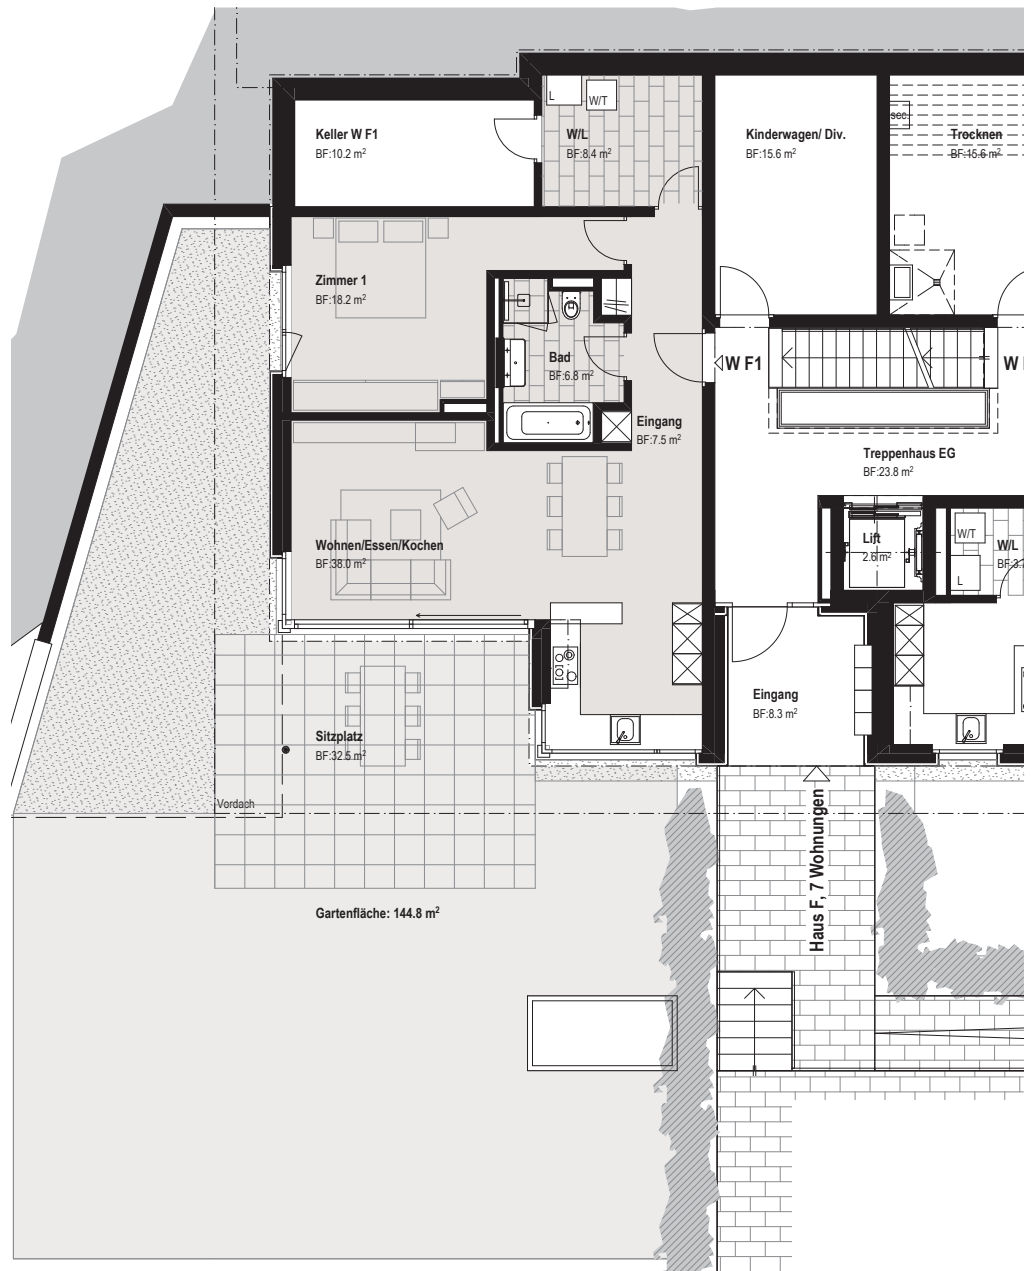 L
W/T
Keller W F1
BF:10.2 m²
W/L
BF:8.4 m²
Kinderwagen/ Div.
BF:15.6 m²
sec.
Trocknen
BF:15.6 m²
Zimmer 1
BF:18.2 m²
Bad
BF:6.8 m²
W F1
W
Eingang
BF:7.5 m²
Treppenhaus EG
BF:23.8 m²
Wohnen/Essen/Kochen
BF:38.0 m²
Lift
2.6 m²
W/T
L
W/L
BF:3.
Eingang
BF:8.3 m²
Sitzplatz
BF:32.5 m²
Vordach
Haus F, 7 Wohnungen
Gartenfläche: 144.8 m²